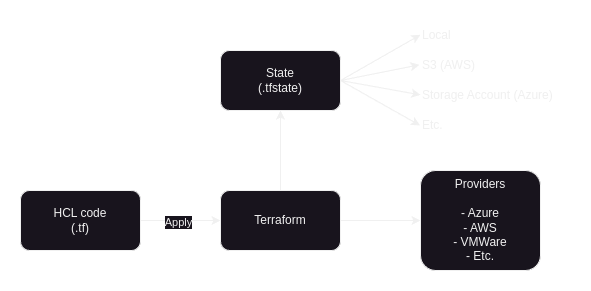 State
(.tfstate)
Local
S3 (AWS)
Storage Account (Azure)
Etc.
HCL code
(.tf)
Apply
Terraform
Providers
- Azure
- AWS
- VMWare
- Etc.